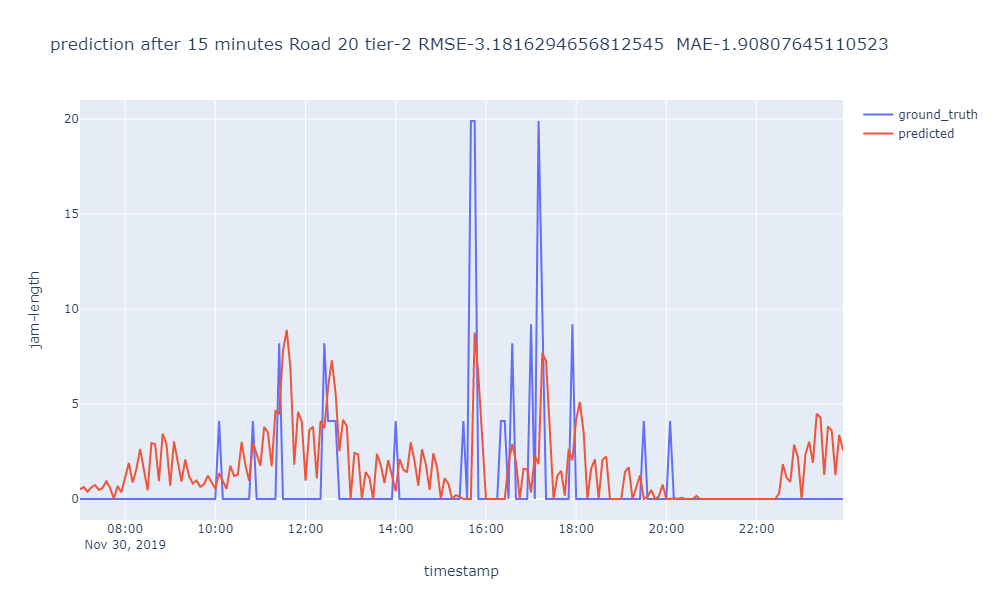 prediction after 15 minutes Road 20 tier-2 RMSE-3.1816294656812545  MAE-1.90807645110523
ground_truth
predicted
20
15
10
5
0
jam-length
08:00 10:00 12:00 14:00 16:00 18:00 20:00 22:00
Nov 30, 2019
timestamp